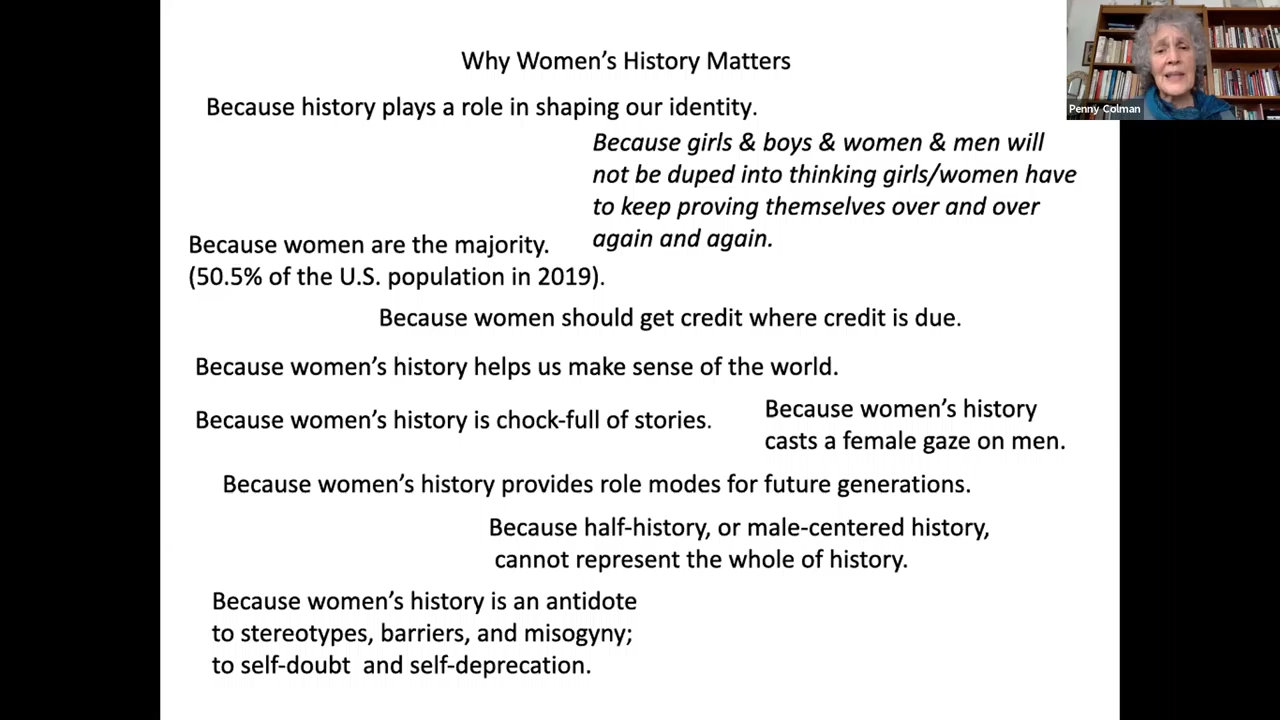 Why Women's History Matters
Penny Colman
Because history plays a role in shaping our identity.
Because girls & boys & women & men will
not be duped into thinking girls/women have
to keep proving themselves over and over
again and again.
Because women are the majority.
(50.5% of the U.S. population in 2019).
Because women should get credit where credit is due.
Because women's history helps us make sense of the world.
Because women's history is chock-full of stories.
Because women's history
casts a female gaze on men.
Because women's history provides role modes for future generations.
Because half-history, or male-centered history,
cannot represent the whole of history.
Because women's history is an antidote
to stereotypes, barriers, and misogyny;
to self-doubt and self-deprecation.